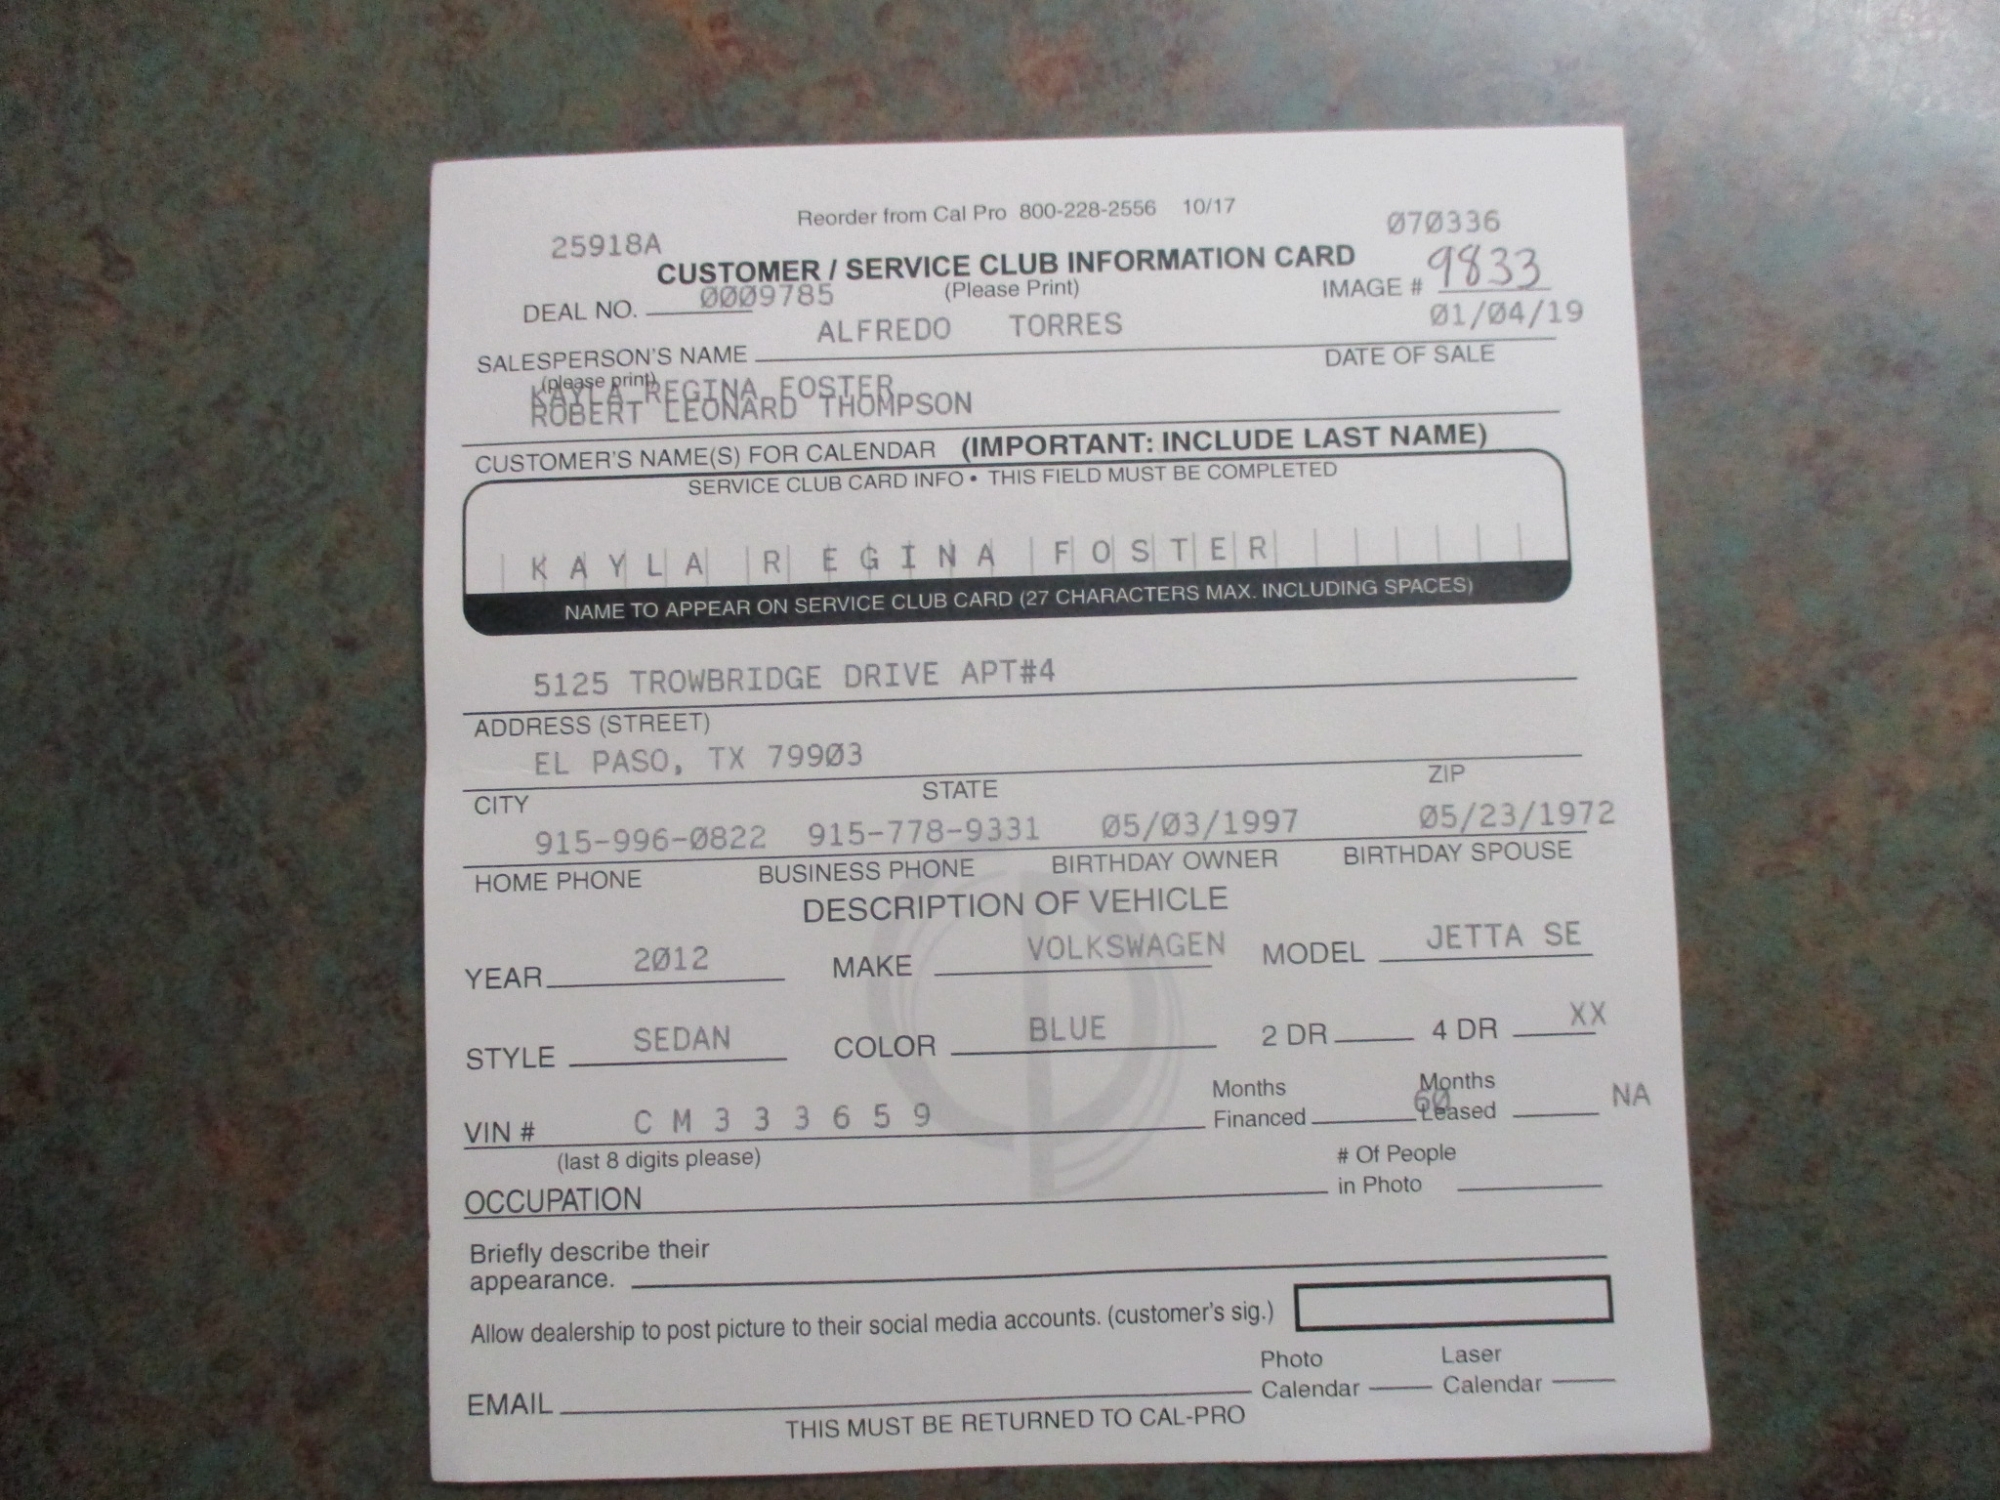 Reorder from Cal Pro 800-228-2556 10/17
25918A
070336
CUSTOMER / SERVICE CLUB INFORMATION CARD
DEAL NO. 0009785 (Please Print) IMAGE # 9833
ALFREDO TORRES 01/04/19
SALESPERSON'S NAME DATE OF SALE
(please print)
KAYLA REGINA FOSTER
ROBERT LEONARD THOMPSON
CUSTOMER'S NAME(S) FOR CALENDAR (IMPORTANT: INCLUDE LAST NAME)
SERVICE CLUB CARD INFO • THIS FIELD MUST BE COMPLETED
KAYLA REGINA FOSTER
NAME TO APPEAR ON SERVICE CLUB CARD (27 CHARACTERS MAX. INCLUDING SPACES)
5125 TROWBRIDGE DRIVE APT#4
ADDRESS (STREET)
EL PASO, TX 79903
CITY STATE ZIP
915-996-0822 915-778-9331 05/03/1997 05/23/1972
HOME PHONE BUSINESS PHONE BIRTHDAY OWNER BIRTHDAY SPOUSE
DESCRIPTION OF VEHICLE
YEAR 2012 MAKE VOLKSWAGEN MODEL JETTA SE
STYLE SEDAN COLOR BLUE 2 DR 4 DR XX
VIN # CM333659 Months Financed 60 Months Leased NA
(last 8 digits please)
OCCUPATION # Of People in Photo
Briefly describe their
appearance.
Allow dealership to post picture to their social media accounts. (customer's sig.)
EMAIL Photo Calendar Laser Calendar
THIS MUST BE RETURNED TO CAL-PRO